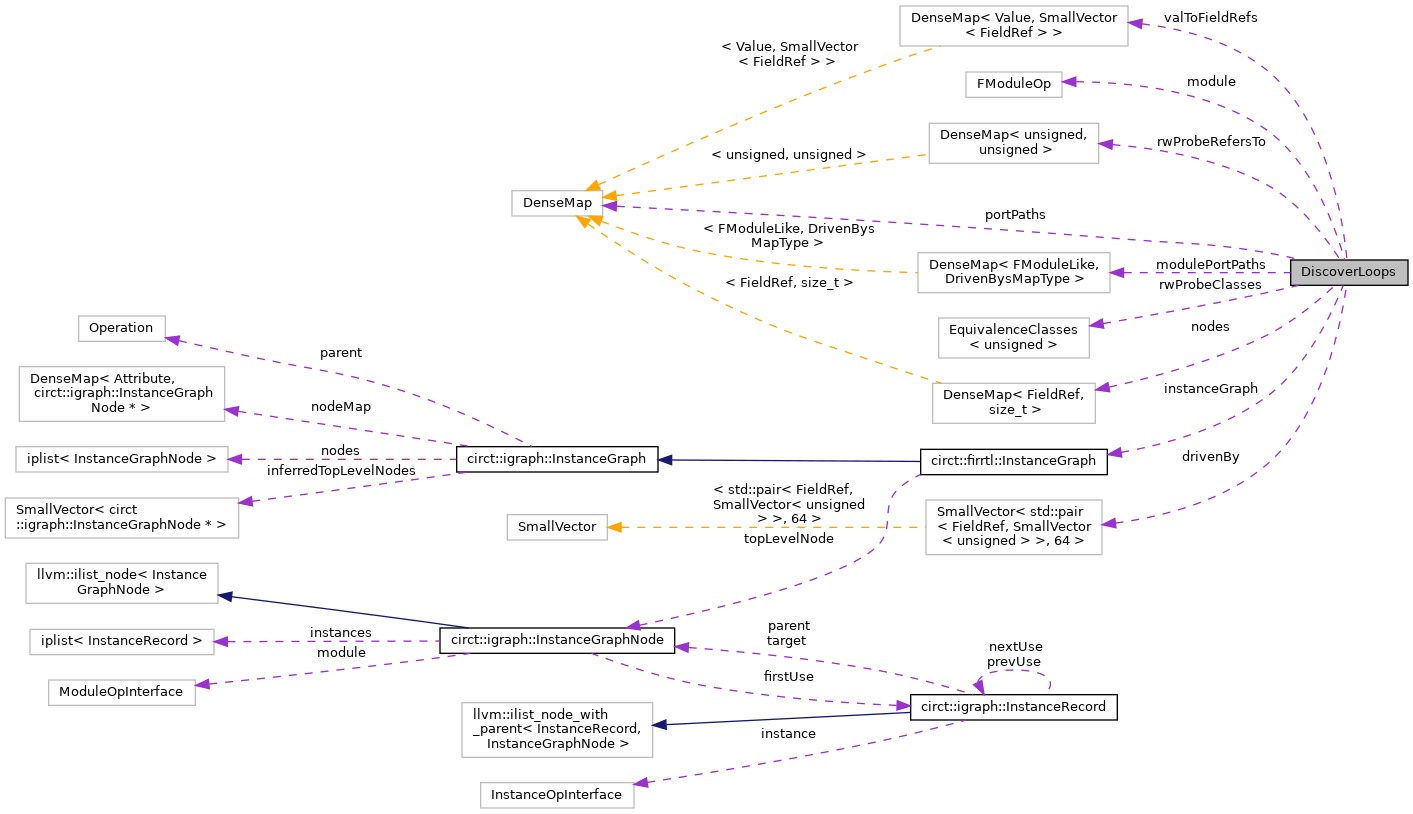 DenseMap< Value, SmallVector
< FieldRef > >
valToFieldRefs
< Value, SmallVector
< FieldRef > >
FModuleOp
module
DenseMap< unsigned,
unsigned >
rwProbeRefersTo
< unsigned, unsigned >
DenseMap
portPaths
< FModuleLike, DrivenBys
MapType >
DenseMap< FModuleLike,
DrivenBysMapType >
modulePortPaths
DiscoverLoops
< FieldRef, size_t >
rwProbeClasses
EquivalenceClasses
< unsigned >
nodes
Operation
parent
DenseMap< Attribute,
circt::igraph::InstanceGraph
Node * >
nodeMap
DenseMap< FieldRef,
size_t >
instanceGraph
iplist< InstanceGraphNode >
nodes
inferredTopLevelNodes
circt::igraph::InstanceGraph
circt::firrtl::InstanceGraph
drivenBy
SmallVector< circt
::igraph::InstanceGraphNode * >
< std::pair< FieldRef,
SmallVector< unsigned
> >, 64 >
SmallVector
SmallVector< std::pair
< FieldRef, SmallVector
< unsigned > >, 64 >
topLevelNode
llvm::ilist_node< Instance
GraphNode >
iplist< InstanceRecord >
instances
module
circt::igraph::InstanceGraphNode
parent
target
nextUse
prevUse
ModuleOpInterface
firstUse
circt::igraph::InstanceRecord
llvm::ilist_node_with
_parent< InstanceRecord,
InstanceGraphNode >
instance
InstanceOpInterface